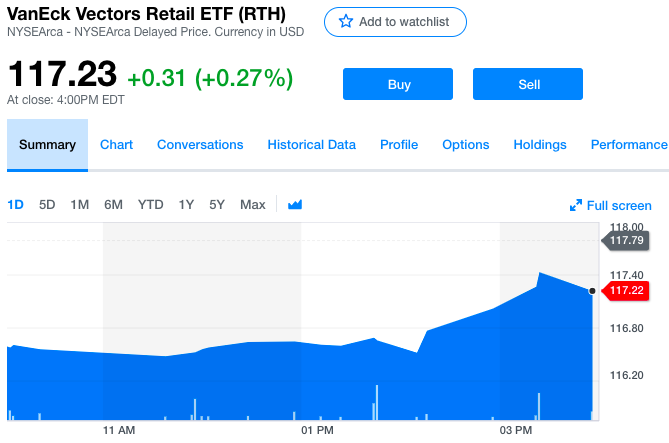 VanEck Vectors Retail ETF (RTH)
Add to watchlist
NYSEArca - NYSEArca Delayed Price. Currency in USD
117.23 +0.31 (+0.27%)
At close: 4:00PM EDT
Buy
Sell
Summary Chart Conversations Historical Data Profile Options Holdings Performance
1D 5D 1M 6M YTD 1Y 5Y Max
Full screen
118.00
117.79
117.40
117.22
116.80
116.20
11 AM 01 PM 03 PM